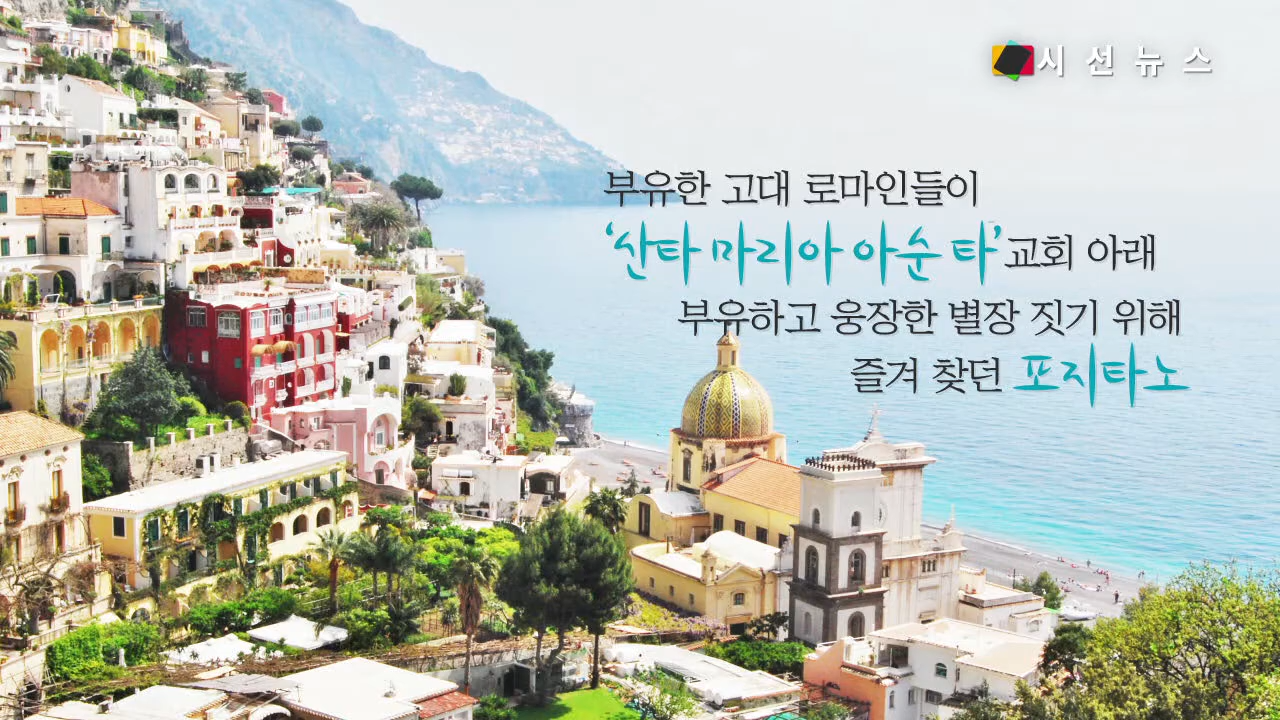 시선뉴스
부유한 고대 로마인들이
‘산타 마리아 아순타’교회 아래
부유하고 웅장한 별장 짓기 위해
즐겨 찾던 포지타노